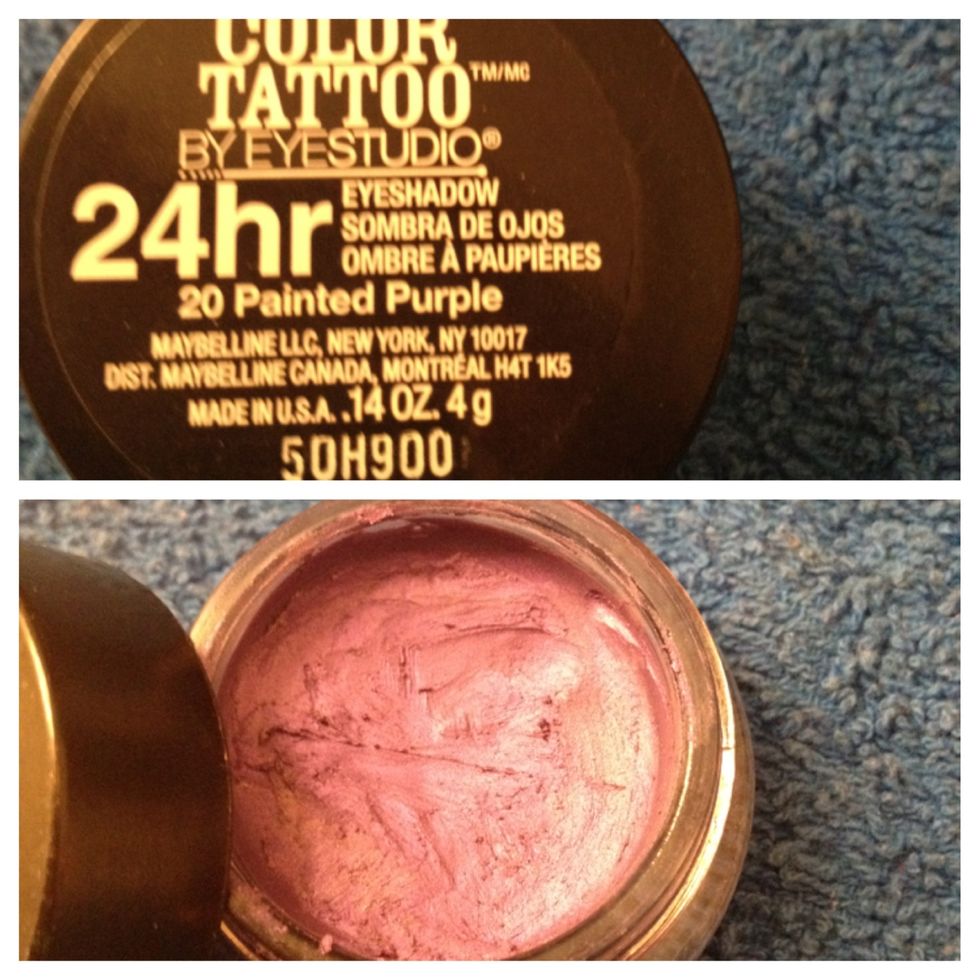 COLOR
TATTOO™/MC
BY EYESTUDIO®
24hr EYESHADOW
SOMBRA DE OJOS
OMBRE À PAUPIÈRES
20 Painted Purple
MAYBELLINE LLC, NEW YORK, NY 10017
DIST. MAYBELLINE CANADA, MONTRÉAL H4T 1K5
MADE IN U.S.A. .14 OZ. 4 g
50H900